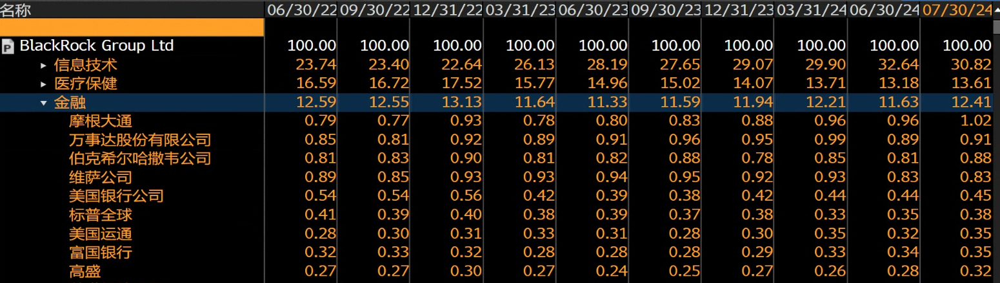 名称 06/30/22 09/30/22 12/31/22 03/31/23 06/30/23 09/30/23 12/31/23 03/31/24 06/30/24 07/30/24
P BlackRock Group Ltd 100.00 100.00 100.00 100.00 100.00 100.00 100.00 100.00 100.00 100.00
信息技术 23.74 23.40 22.64 26.13 28.19 27.65 29.07 29.90 32.64 30.82
医疗保健 16.59 16.72 17.52 15.77 14.96 15.02 14.07 13.71 13.18 13.61
金融 12.59 12.55 13.13 11.64 11.33 11.59 11.94 12.21 11.63 12.41
摩根大通 0.79 0.77 0.93 0.78 0.80 0.83 0.88 0.96 0.96 1.02
万事达股份有限公司 0.85 0.81 0.92 0.89 0.91 0.96 0.95 0.99 0.89 0.91
伯克希尔哈撒韦公司 0.81 0.83 0.90 0.81 0.82 0.88 0.78 0.85 0.81 0.88
维萨公司 0.89 0.85 0.93 0.93 0.94 0.95 0.92 0.93 0.83 0.83
美国银行公司 0.54 0.54 0.56 0.42 0.39 0.38 0.42 0.44 0.44 0.45
标普全球 0.41 0.39 0.40 0.38 0.39 0.37 0.38 0.33 0.35 0.38
美国运通 0.28 0.30 0.31 0.33 0.31 0.28 0.30 0.35 0.32 0.35
富国银行 0.32 0.33 0.32 0.28 0.28 0.28 0.29 0.33 0.34 0.35
高盛 0.27 0.27 0.30 0.27 0.24 0.25 0.27 0.26 0.28 0.32